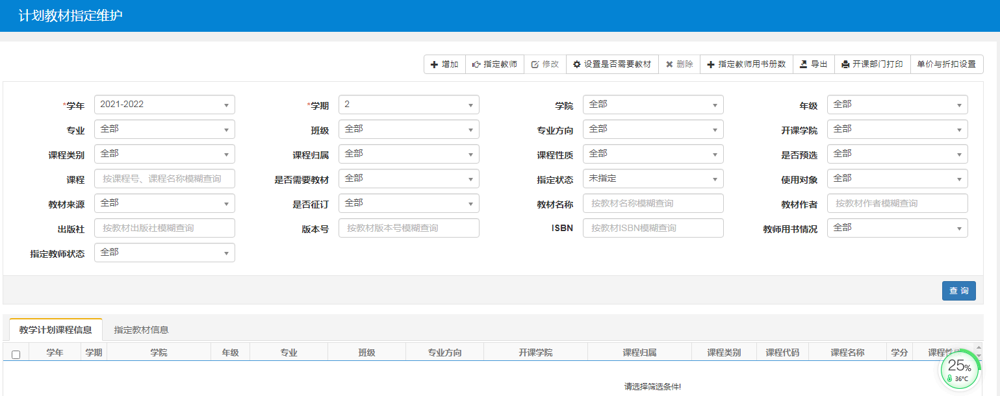 计划教材指定维护
增加 指定教师 修改 设置是否需要教材 删除 指定教师用书册数 导出 开课部门打印 单价与折扣设置
*学年 2021-2022 *学期 2 学院 全部 年级 全部
专业 全部 班级 全部 专业方向 全部 开课学院 全部
课程类别 全部 课程归属 全部 课程性质 全部 是否预选 全部
课程 按课程号、课程名称模糊查询 是否需要教材 全部 指定状态 未指定 使用对象 全部
教材来源 全部 是否征订 全部 教材名称 按教材名称模糊查询 教材作者 按教材作者模糊查询
出版社 按教材出版社模糊查询 版本号 按教材版本号模糊查询 ISBN 按教材ISBN模糊查询 教师用书情况 全部
指定教师状态 全部
查 询
教学计划课程信息 指定教材信息
学年 学期 学院 年级 专业 班级 专业方向 开课学院 课程归属 课程类别 课程代码 课程名称 学分 课程性
25%
36°C
请选择筛选条件!